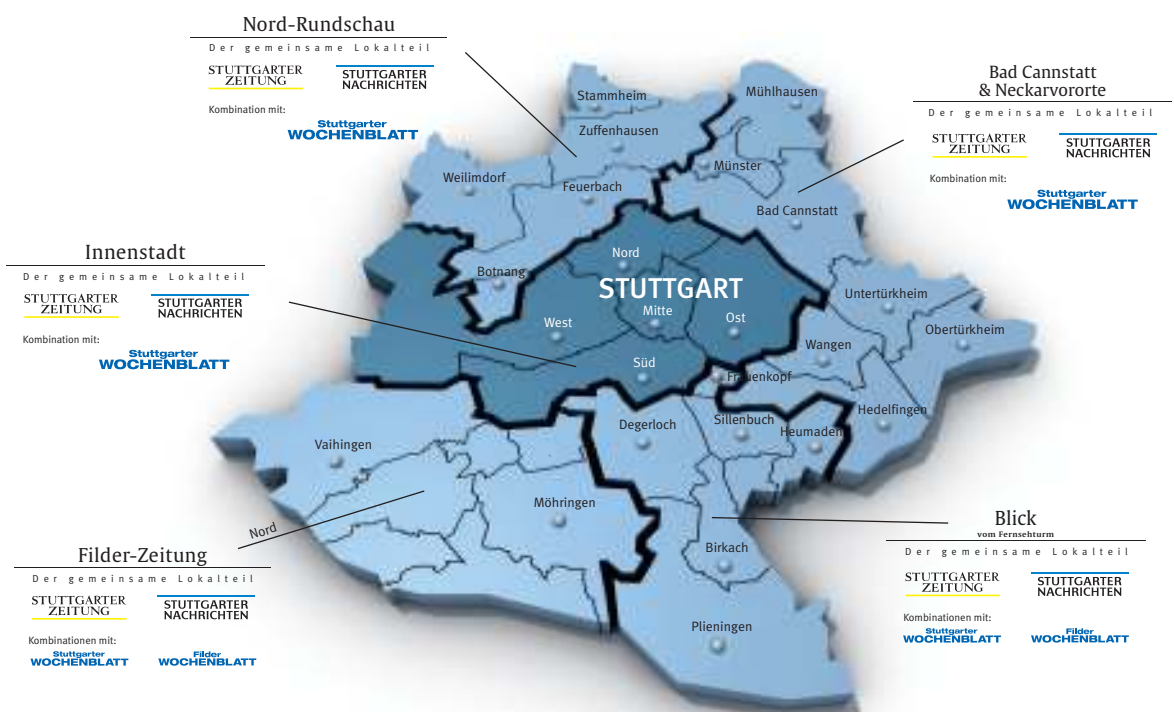 Nord-Rundschau
Der gemeinsame Lokalteil
STUTTGARTER
ZEITUNG
STUTTGARTER
NACHRICHTEN
Kombination mit:
Stuttgarter
WOCHENBLATT
Bad Cannstatt
& Neckarvororte
Der gemeinsame Lokalteil
STUTTGARTER
ZEITUNG
STUTTGARTER
NACHRICHTEN
Kombination mit:
Stuttgarter
WOCHENBLATT
Innenstadt
Der gemeinsame Lokalteil
STUTTGARTER
ZEITUNG
STUTTGARTER
NACHRICHTEN
Kombination mit:
Stuttgarter
WOCHENBLATT
Stammheim
Mühlhausen
Zuffenhausen
Münster
Weilimdorf
Feuerbach
Bad Cannstatt
Nord
Botnang
STUTTGART
Untertürkheim
Mitte
West
Ost
Obertürkheim
Wangen
Süd
Frauenkopf
Hedelfingen
Degerloch
Sillenbuch
Heumaden
Vaihingen
Möhringen
Nord
Birkach
Plieningen
Filder-Zeitung
Der gemeinsame Lokalteil
STUTTGARTER
ZEITUNG
STUTTGARTER
NACHRICHTEN
Kombinationen mit:
Stuttgarter
WOCHENBLATT
Filder
WOCHENBLATT
Blick
vom Fernsehturm
Der gemeinsame Lokalteil
STUTTGARTER
ZEITUNG
STUTTGARTER
NACHRICHTEN
Kombinationen mit:
Stuttgarter
WOCHENBLATT
Filder
WOCHENBLATT